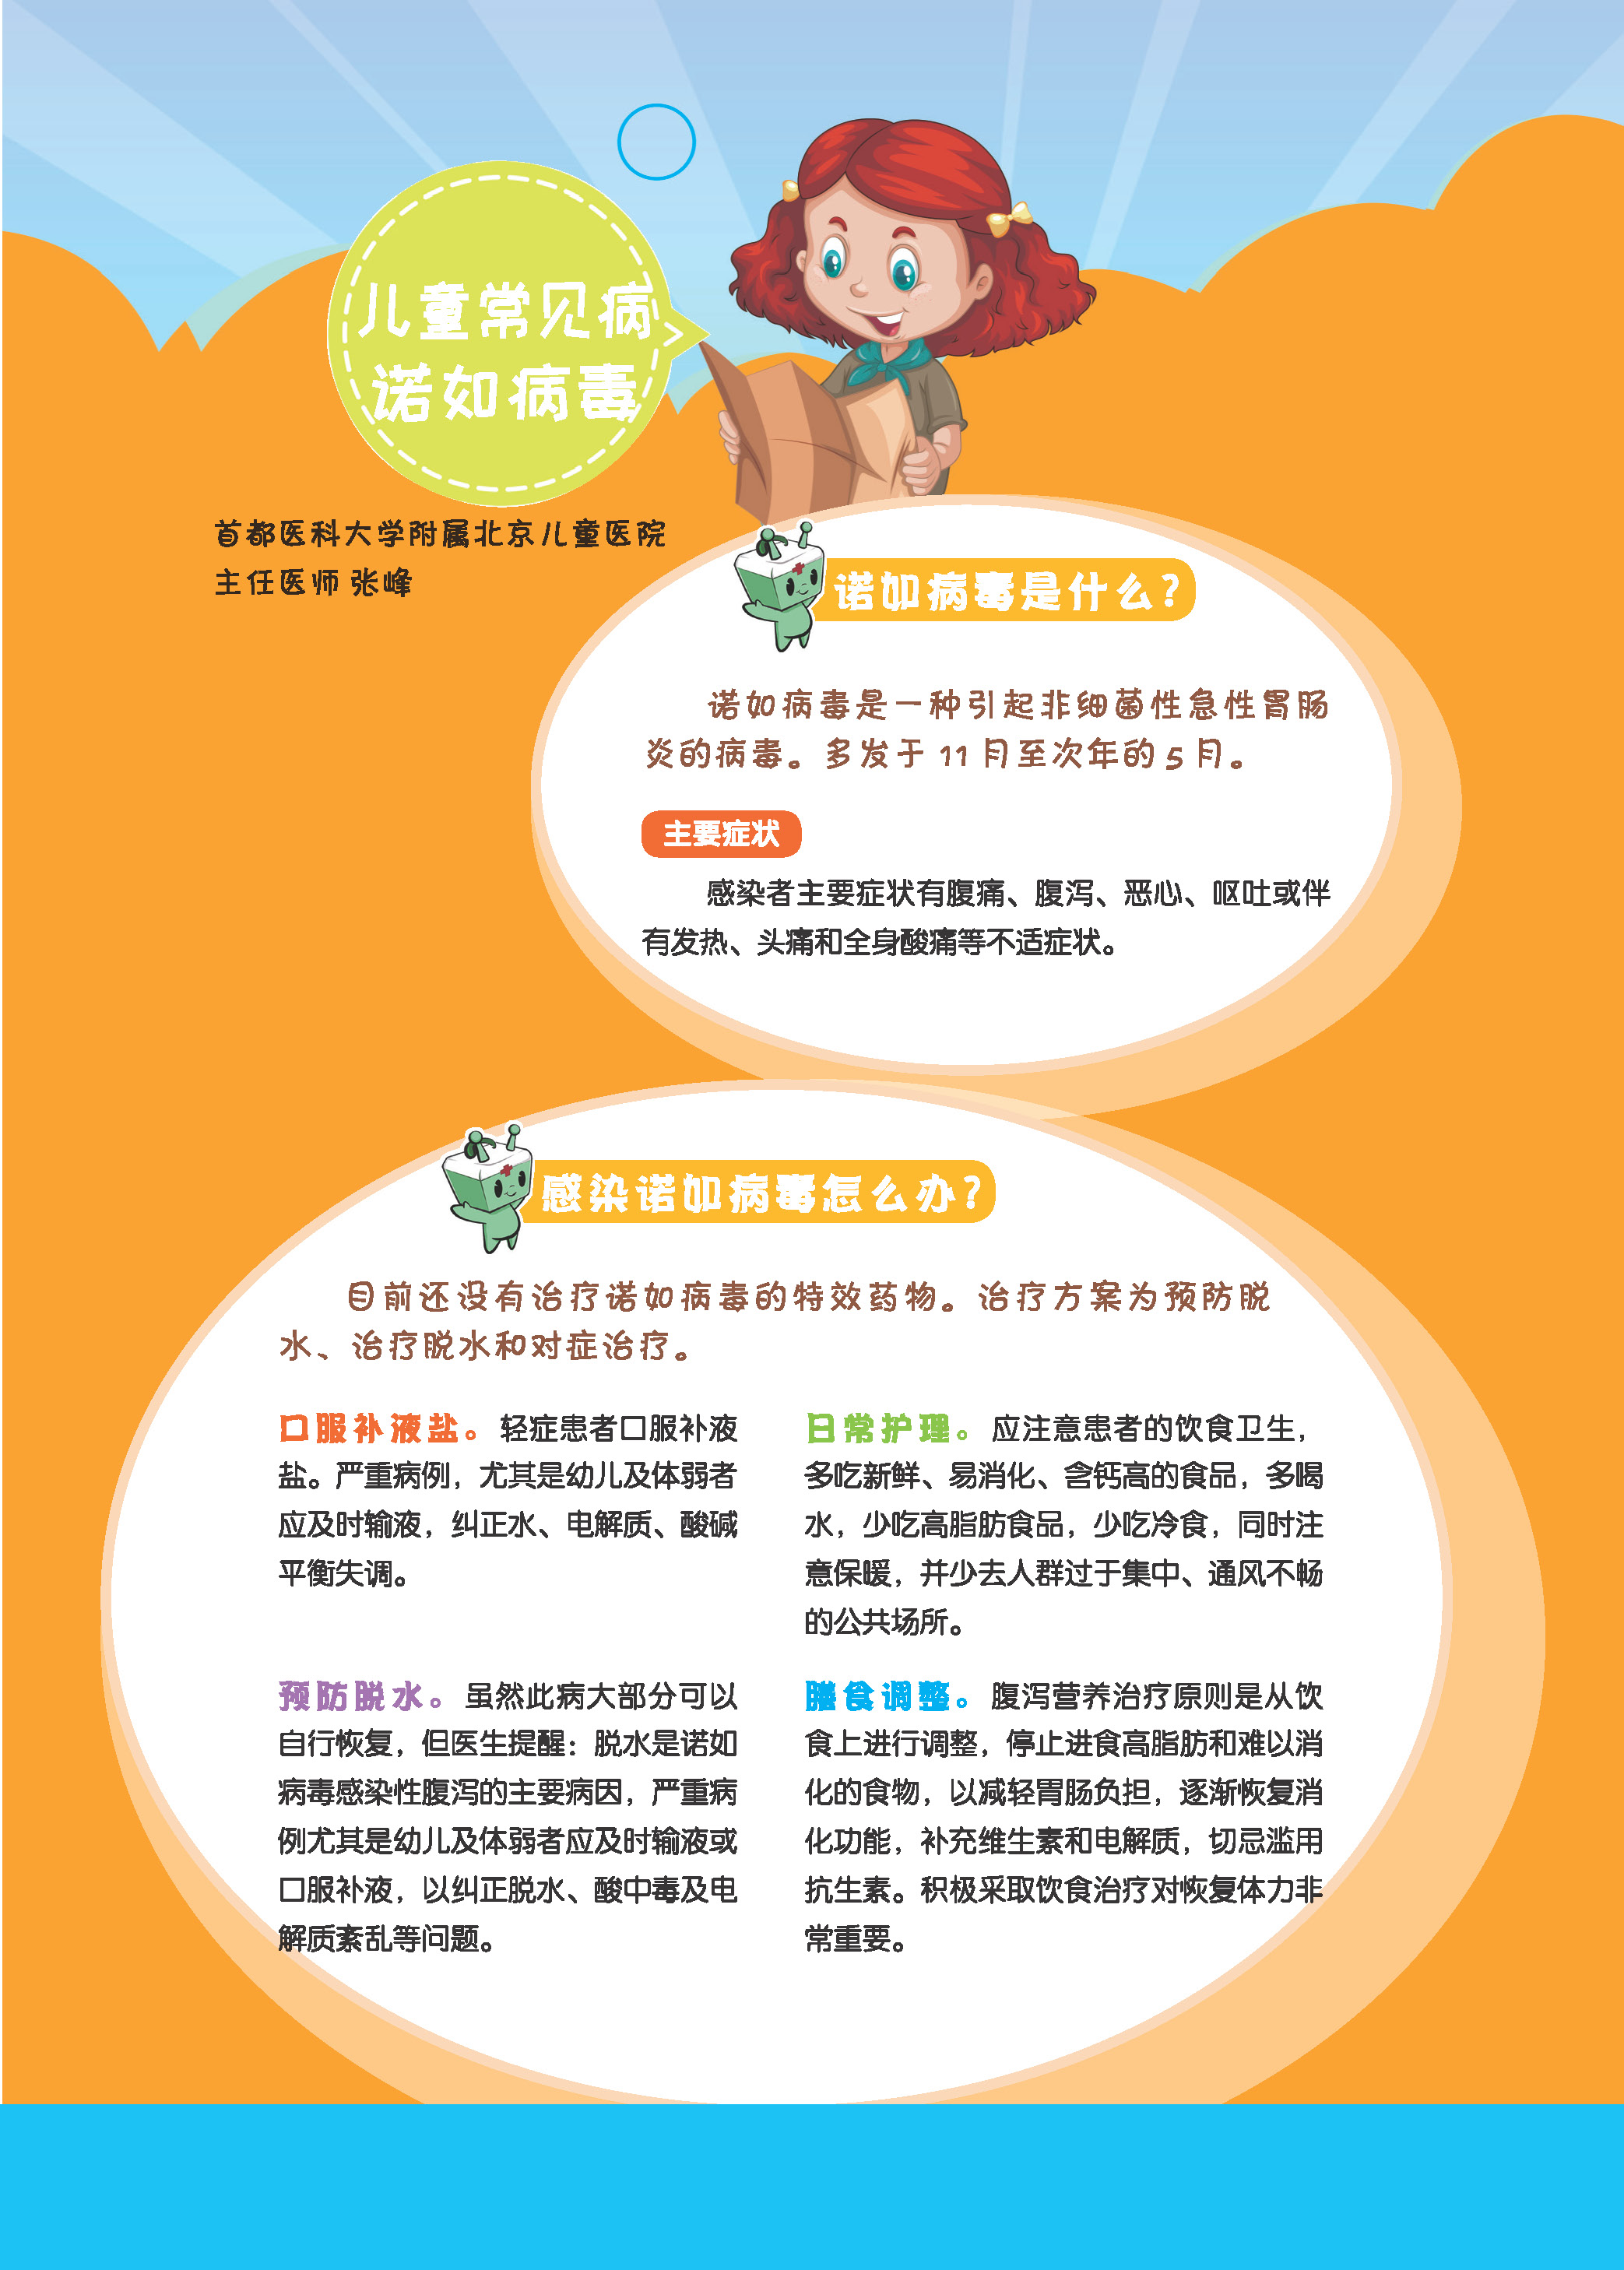 儿童常见病
诺如病毒
首都医科大学附属北京儿童医院
主任医师 张峰
诺如病毒是什么?
诺如病毒是一种引起非细菌性急性胃肠
炎的病毒。多发于 11 月至次年的 5 月。
主要症状
感染者主要症状有腹痛、腹泻、恶心、呕吐或伴
有发热、头痛和全身酸痛等不适症状。
感染诺如病毒怎么办?
目前还没有治疗诺如病毒的特效药物。治疗方案为预防脱
水、治疗脱水和对症治疗。
口服补液盐。轻症患者口服补液
盐。严重病例，尤其是幼儿及体弱者
应及时输液，纠正水、电解质、酸碱
平衡失调。
预防脱水。虽然此病大部分可以
自行恢复，但医生提醒：脱水是诺如
病毒感染性腹泻的主要病因，严重病
例尤其是幼儿及体弱者应及时输液或
口服补液，以纠正脱水、酸中毒及电
解质紊乱等问题。
日常护理。应注意患者的饮食卫生，
多吃新鲜、易消化、含钙高的食品，多喝
水，少吃高脂肪食品，少吃冷食，同时注
意保暖，并少去人群过于集中、通风不畅
的公共场所。
膳食调整。腹泻营养治疗原则是从饮
食上进行调整，停止进食高脂肪和难以消
化的食物，以减轻胃肠负担，逐渐恢复消
化功能，补充维生素和电解质，切忌滥用
抗生素。积极采取饮食治疗对恢复体力非
常重要。